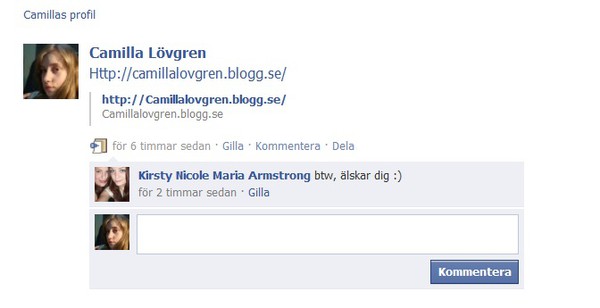 Camillas profil
Camilla Lövgren
Http://camillalovgren.blogg.se/
http://Camillalovgren.blogg.se/
Camillalovgren.blogg.se
för 6 timmar sedan · Gilla · Kommentera · Dela
Kirsty Nicole Maria Armstrong btw, älskar dig :)
för 2 timmar sedan · Gilla
Kommentera